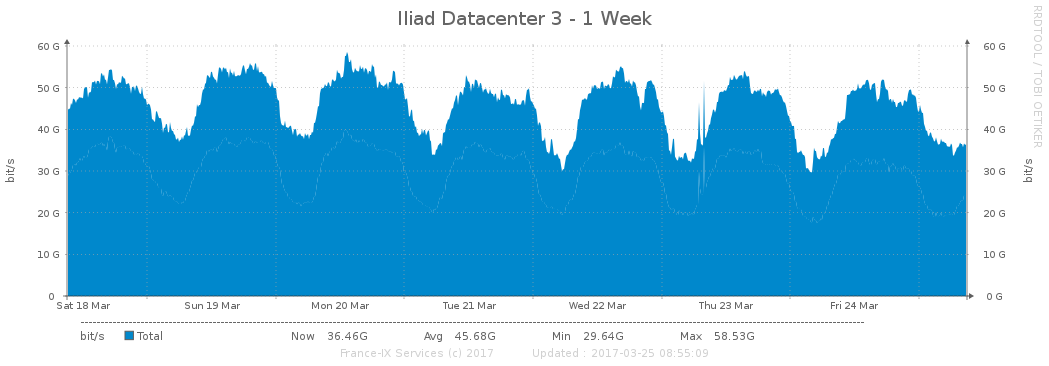 Iliad Datacenter 3 - 1 Week
RRDTOOL / TOBI OETIKER
60 G 60 G
50 G 50 G
40 G 40 G
30 G 30 G
20 G 20 G
10 G 10 G
0 0 G
bit/s bit/s
Sat 18 Mar Sun 19 Mar Mon 20 Mar Tue 21 Mar Wed 22 Mar Thu 23 Mar Fri 24 Mar
bit/s Total Now 36.46G Avg 45.68G Min 29.64G Max 58.53G
France-IX Services (c) 2017 Updated : 2017-03-25 08:55:09